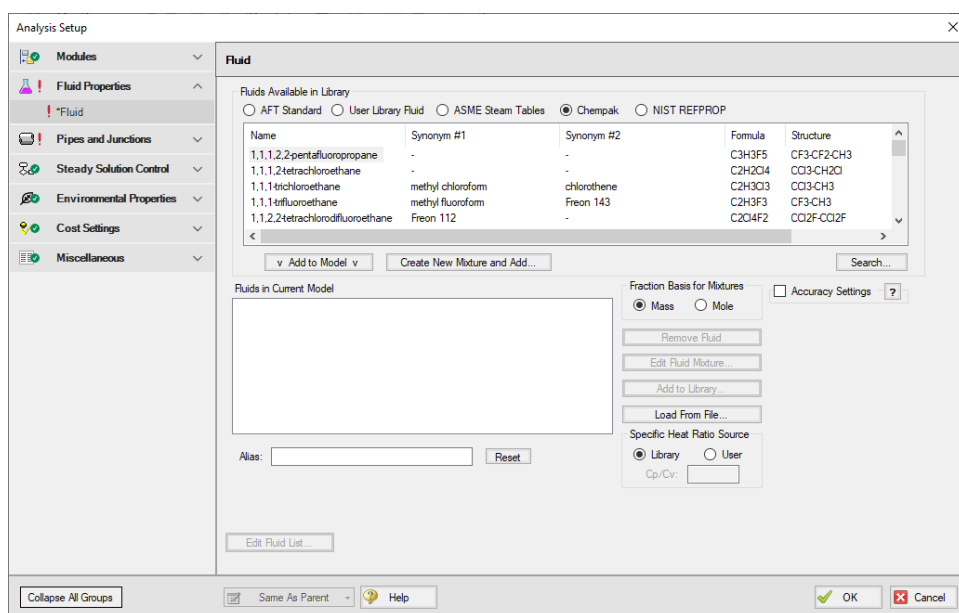 Analysis Setup
Modules
Fluid Properties
! *Fluid
Pipes and Junctions
Steady Solution Control
Environmental Properties
Cost Settings
Miscellaneous
Fluid
Fluids Available in Library
AFT Standard User Library Fluid ASME Steam Tables Chempak NIST REFPROP
Name Synonym #1 Synonym #2 Formula Structure
1,1,1,2,2-pentafluoropropane - - C3H3F5 CF3-CF2-CH3
1,1,1,2-tetrachloroethane - - C2H2Cl4 CCl3-CH2Cl
1,1,1-trichloroethane methyl chloroform chlorothene C2H3Cl3 CCl3-CH3
1,1,1-trifluoroethane methyl fluoroform Freon 143 C2H3F3 CF3-CH3
1,1,2,2-tetrachlorodifluoroethane Freon 112 - C2Cl4F2 CCl2F-CCl2F
v Add to Model v Create New Mixture and Add... Search...
Fluids in Current Model
Fraction Basis for Mixtures
Mass Mole
Accuracy Settings ?
Remove Fluid
Edit Fluid Mixture...
Add to Library...
Load From File...
Specific Heat Ratio Source
Library User
Cp/Cv:
Alias: Reset
Edit Fluid List...
Collapse All Groups Same As Parent ? Help OK Cancel